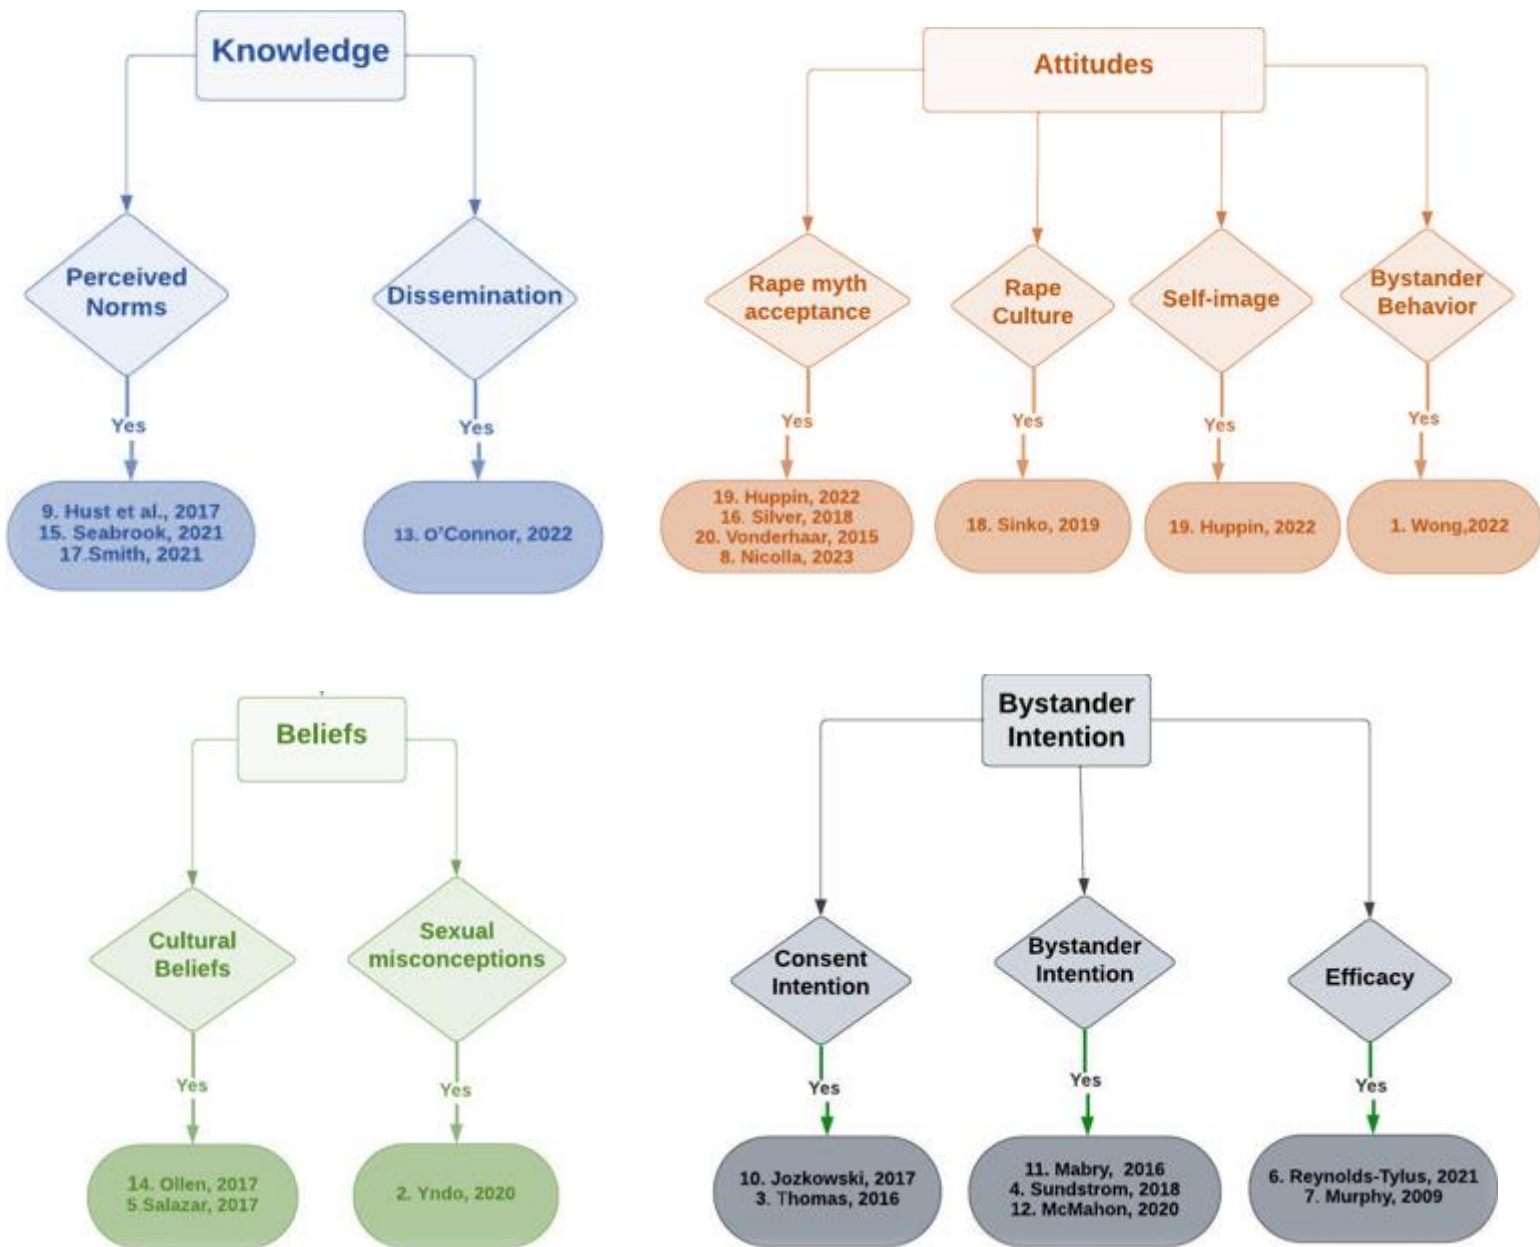 Knowledge
Perceived
Norms
Yes
9. Hust et al., 2017
15. Seabrook, 2021
17.Smith, 2021
Dissemination
Yes
13. O'Connor, 2022
Attitudes
Rape myth
acceptance
Yes
19. Huppin, 2022
16. Silver, 2018
20. Vonderhaar, 2015
8. Nicolla, 2023
Rape
Culture
Yes
18. Sinko, 2019
Self-image
Yes
19. Huppin, 2022
Bystander
Behavior
Yes
1. Wong,2022
Beliefs
Cultural
Beliefs
Yes
14. Ollen, 2017
5.Salazar, 2017
Sexual
misconceptions
Yes
2. Yndo, 2020
Bystander
Intention
Consent
Intention
Yes
10. Jozkowski, 2017
3. Thomas, 2016
Bystander
Intention
Yes
11. Mabry, 2016
4. Sundstrom, 2018
12. McMahon, 2020
Efficacy
Yes
6. Reynolds-Tylus, 2021
7. Murphy, 2009